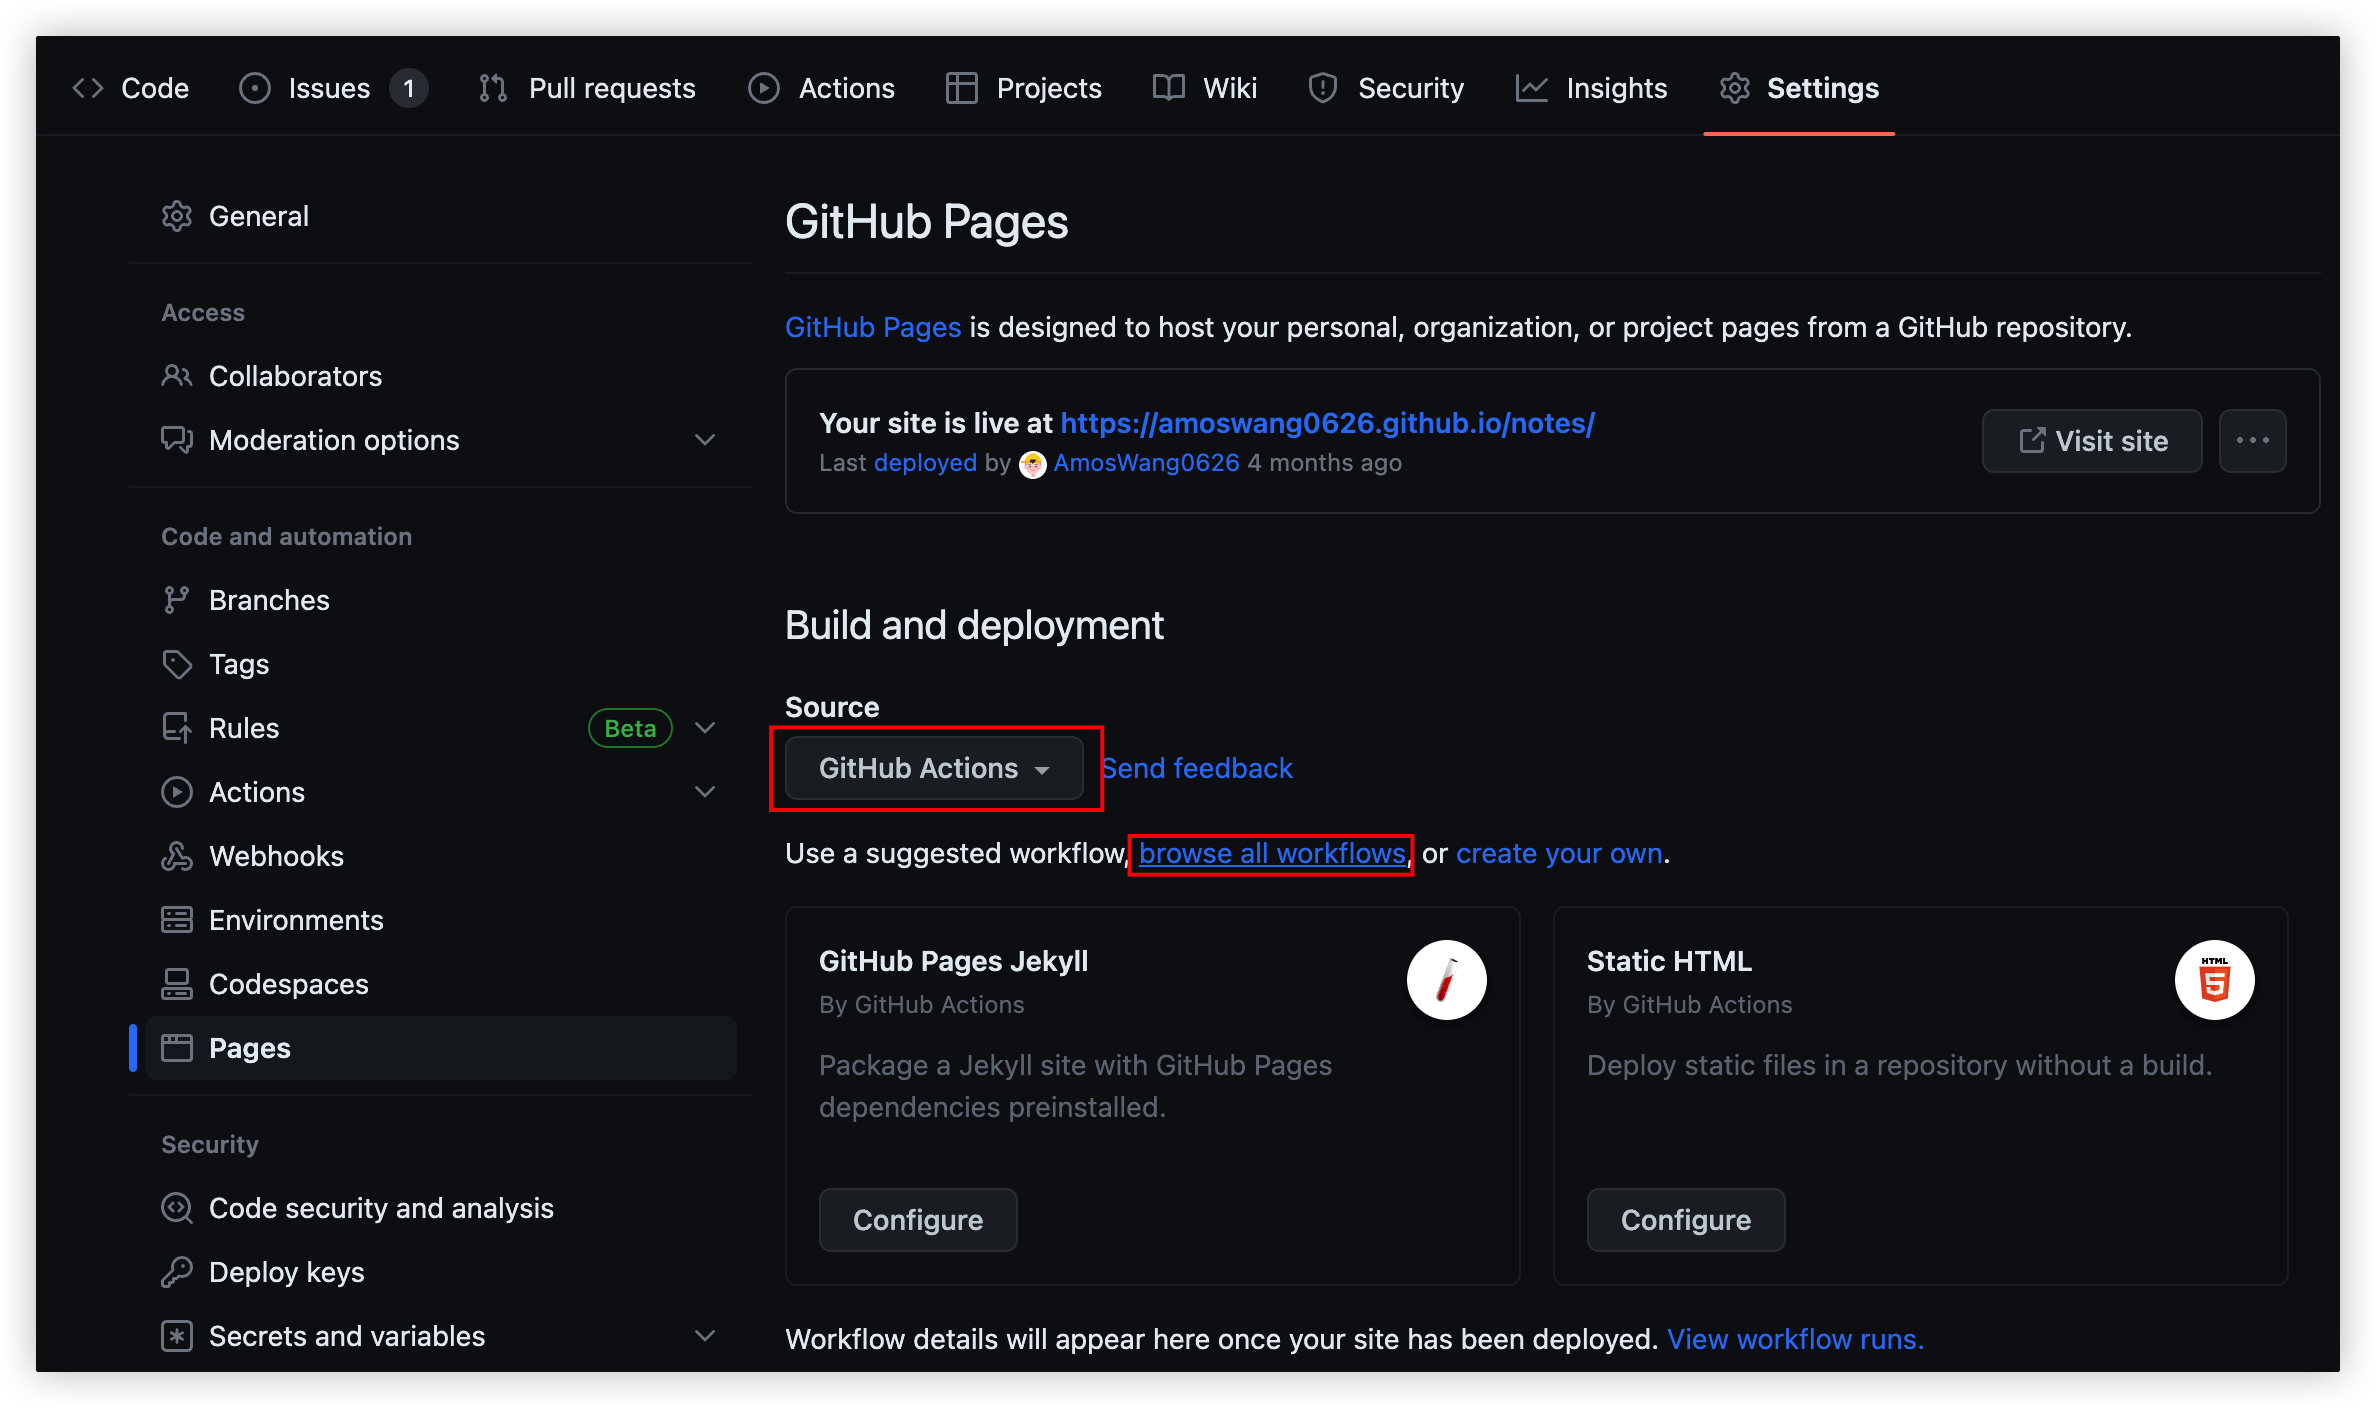 Code Issues 1 Pull requests Actions Projects Wiki Security Insights Settings
General
Access
Collaborators
Moderation options
Code and automation
Branches
Tags
Rules Beta
Actions
Webhooks
Environments
Codespaces
Pages
Security
Code security and analysis
Deploy keys
Secrets and variables
GitHub Pages
GitHub Pages is designed to host your personal, organization, or project pages from a GitHub repository.
Your site is live at https://amoswang0626.github.io/notes/
Last deployed by AmosWang0626 4 months ago
Visit site
Build and deployment
Source
GitHub Actions Send feedback
Use a suggested workflow, browse all workflows, or create your own.
GitHub Pages Jekyll
By GitHub Actions
Package a Jekyll site with GitHub Pages
dependencies preinstalled.
Configure
Static HTML
By GitHub Actions
HTML
5
Deploy static files in a repository without a build.
Configure
Workflow details will appear here once your site has been deployed. View workflow runs.